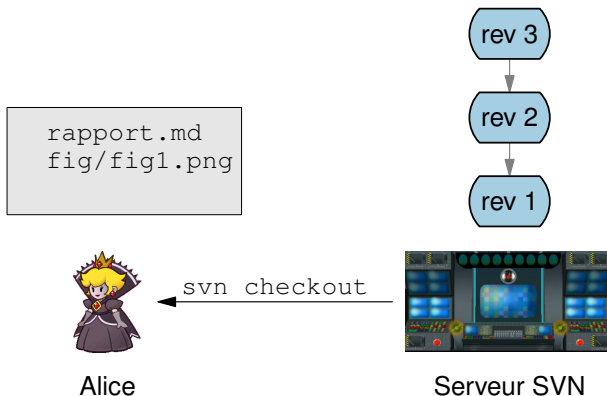 rev 3
rev 2
rev 1
rapport.md
fig/fig1.png
svn checkout
Alice
Serveur SVN